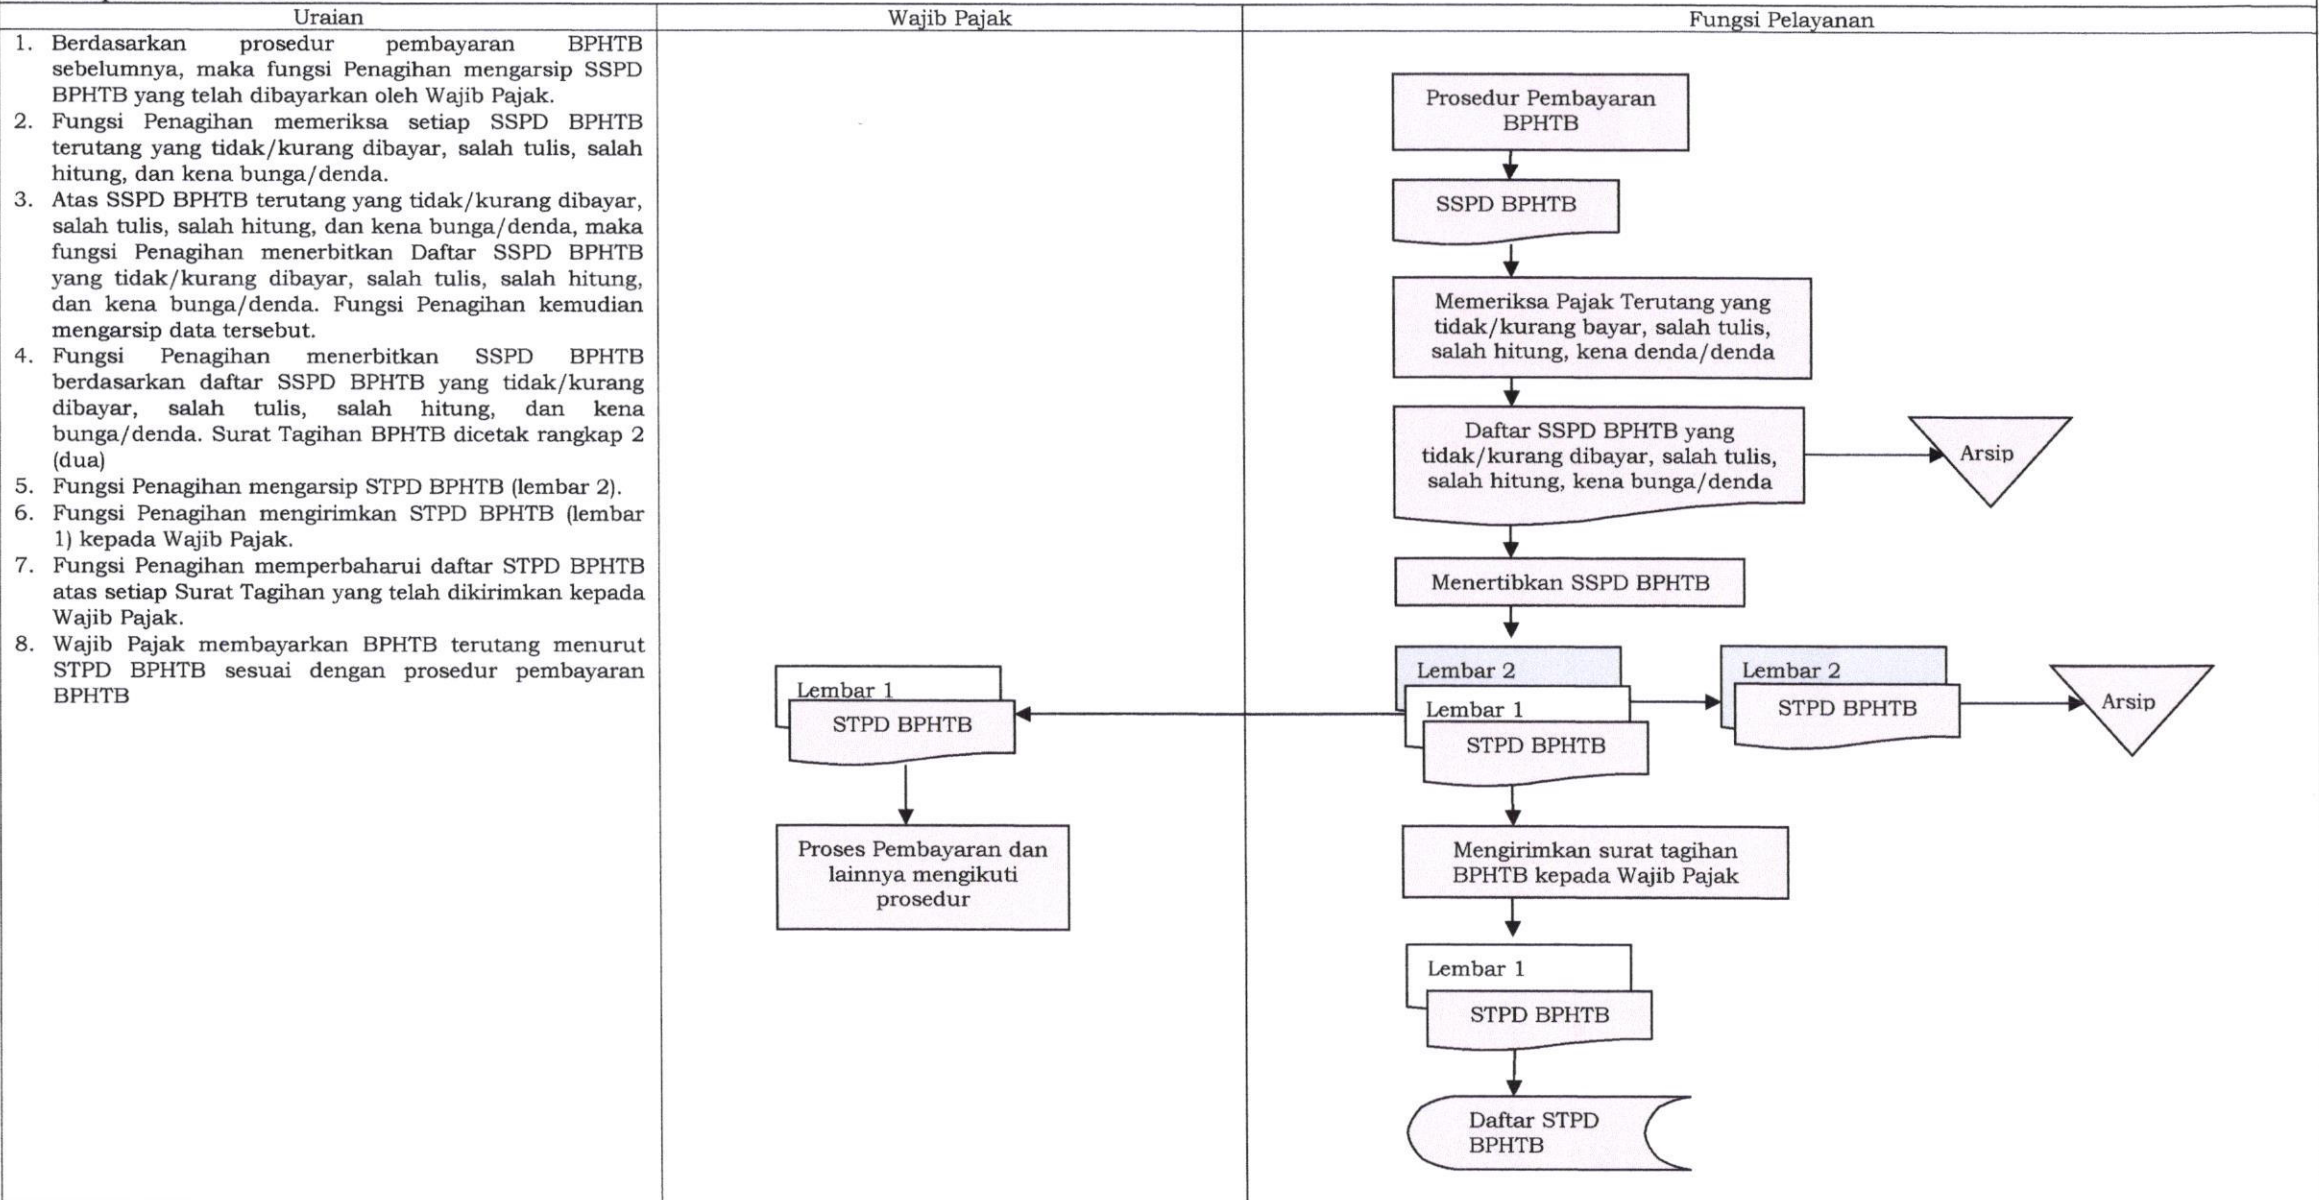 Uraian
Wajib Pajak
Fungsi Pelayanan
1. Berdasarkan prosedur pembayaran BPHTB
sebelumnya, maka fungsi Penagihan mengarsip SSPD
BPHTB yang telah dibayarkan oleh Wajib Pajak.
2. Fungsi Penagihan memeriksa setiap SSPD BPHTB
terutang yang tidak/kurang dibayar, salah tulis, salah
hitung, dan kena bunga/denda.
3. Atas SSPD BPHTB terutang yang tidak/kurang dibayar,
salah tulis, salah hitung, dan kena bunga/denda, maka
fungsi Penagihan menerbitkan Daftar SSPD BPHTB
yang tidak/kurang dibayar, salah tulis, salah hitung,
dan kena bunga/denda. Fungsi Penagihan kemudian
mengarsip data tersebut.
4. Fungsi Penagihan menerbitkan SSPD BPHTB
berdasarkan daftar SSPD BPHTB yang tidak/kurang
dibayar, salah tulis, salah hitung, dan kena
bunga/denda. Surat Tagihan BPHTB dicetak rangkap 2
(dua)
5. Fungsi Penagihan mengarsip STPD BPHTB (lembar 2).
6. Fungsi Penagihan mengirimkan STPD BPHTB (lembar
1) kepada Wajib Pajak.
7. Fungsi Penagihan memperbaharui daftar STPD BPHTB
atas setiap Surat Tagihan yang telah dikirimkan kepada
Wajib Pajak.
8. Wajib Pajak membayarkan BPHTB terutang menurut
STPD BPHTB sesuai dengan prosedur pembayaran
BPHTB
Lembar 1
STPD BPHTB
Proses Pembayaran dan
lainnya mengikuti
prosedur
Prosedur Pembayaran
BPHTB
SSPD BPHTB
Memeriksa Pajak Terutang yang
tidak/kurang bayar, salah tulis,
salah hitung, kena denda/denda
Daftar SSPD BPHTB yang
tidak/kurang dibayar, salah tulis,
salah hitung, kena bunga/denda
Arsip
Menertibkan SSPD BPHTB
Lembar 2
Lembar 1
STPD BPHTB
Lembar 2
STPD BPHTB
Arsip
Mengirimkan surat tagihan
BPHTB kepada Wajib Pajak
Lembar 1
STPD BPHTB
Daftar STPD
BPHTB